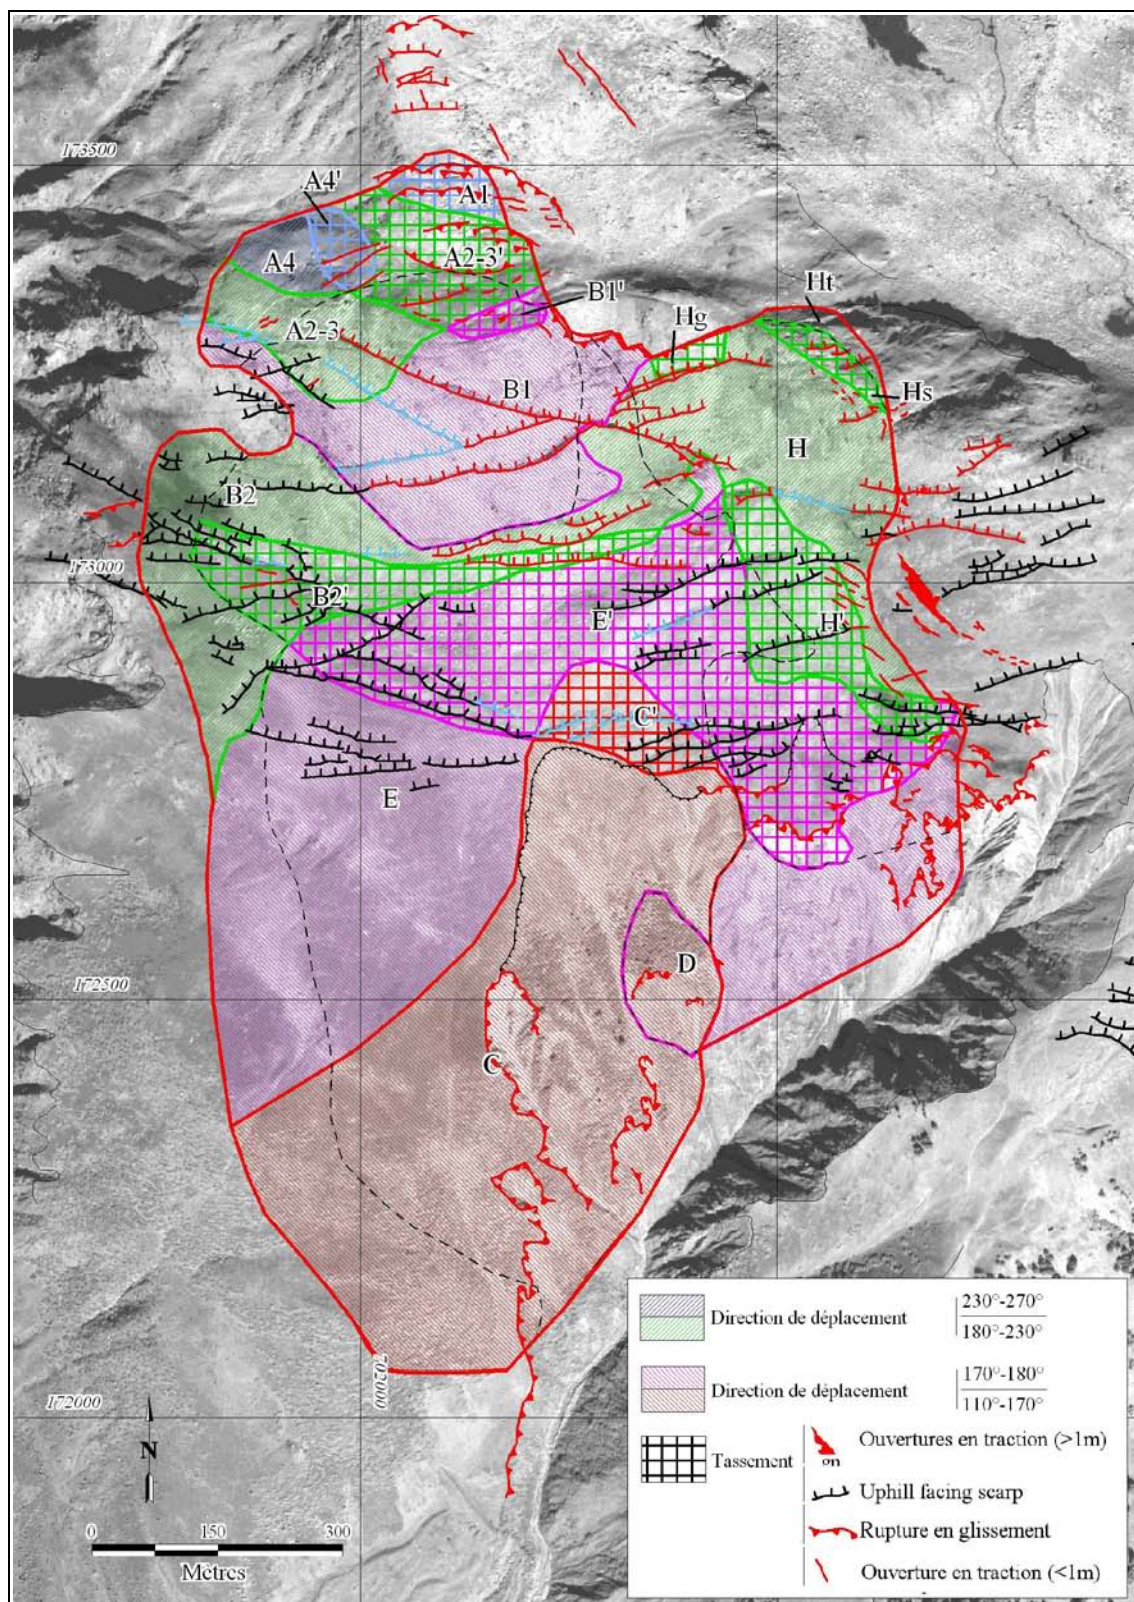 173500
A4'
A1
A4
A2-3'
Ht
B1'
Hg
A2-3
B1
Hs
H
B2
173000
B2'
E'
H'
C'
E
D
172500
C
702000
172000
N
0 150 300
Mètres
Direction de déplacement 230°-270°
180°-230°
Direction de déplacement 170°-180°
110°-170°
Tassement
Ouvertures en traction (>1m)
Uphill facing scarp
Rupture en glissement
Ouverture en traction (<1m)